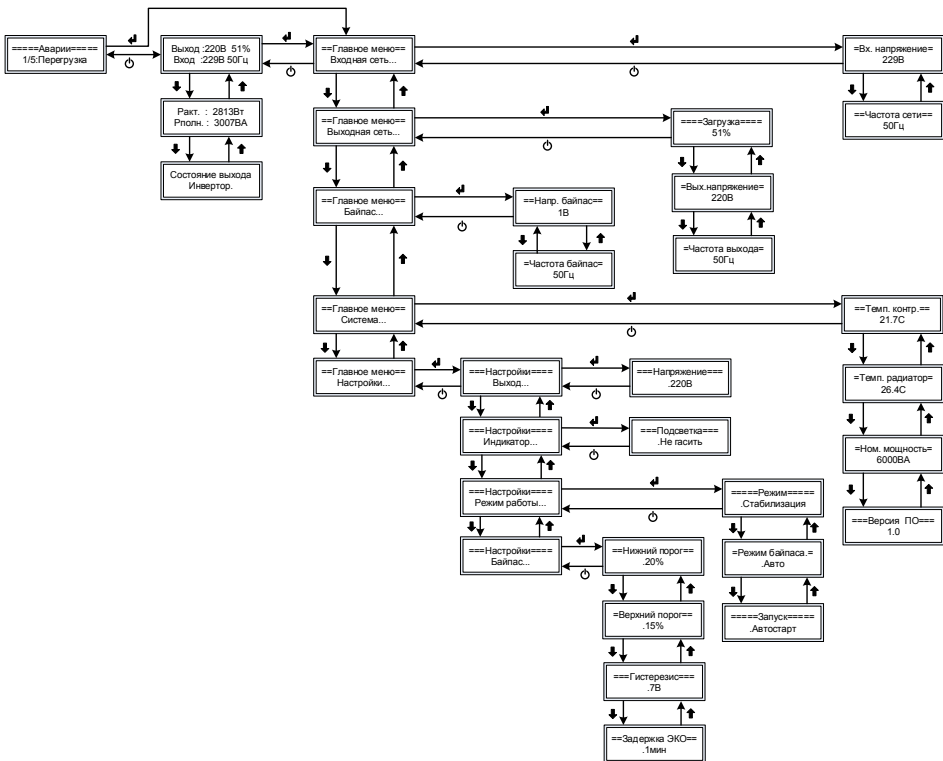 =====Аварии=====
1/5:Перегрузка
Выход :220В 51%
Вход :229В 50Гц
==Главное меню==
Входная сеть...
=Вх. напряжение=
229В
Ракт. : 2813Вт
Рполн. : 3007ВА
==Главное меню==
Выходная сеть...
====Загрузка====
51%
==Частота сети==
50Гц
Состояние выхода
Инвертор.
==Главное меню==
Байпас...
==Напр. байпас==
1В
=Вых.напряжение=
220В
=Частота байпас=
50Гц
=Частота выхода=
50Гц
==Главное меню==
Система...
==Темп. контр.==
21.7С
==Главное меню==
Настройки...
===Настройки====
Выход...
===Напряжение===
.220В
=Темп. радиатор=
26.4С
===Настройки====
Индикатор...
===Подсветка===
.Не гасить
=Ном. мощность=
6000ВА
===Настройки====
Режим работы...
=====Режим=====
.Стабилизация
===Версия ПО===
1.0
===Настройки====
Байпас...
==Нижний порог==
.20%
=Режим байпаса.=
.Авто
=Верхний порог==
.15%
=====Запуск=====
.Автостарт
===Гистерезис===
.7В
==Задержка ЭКО==
.1мин